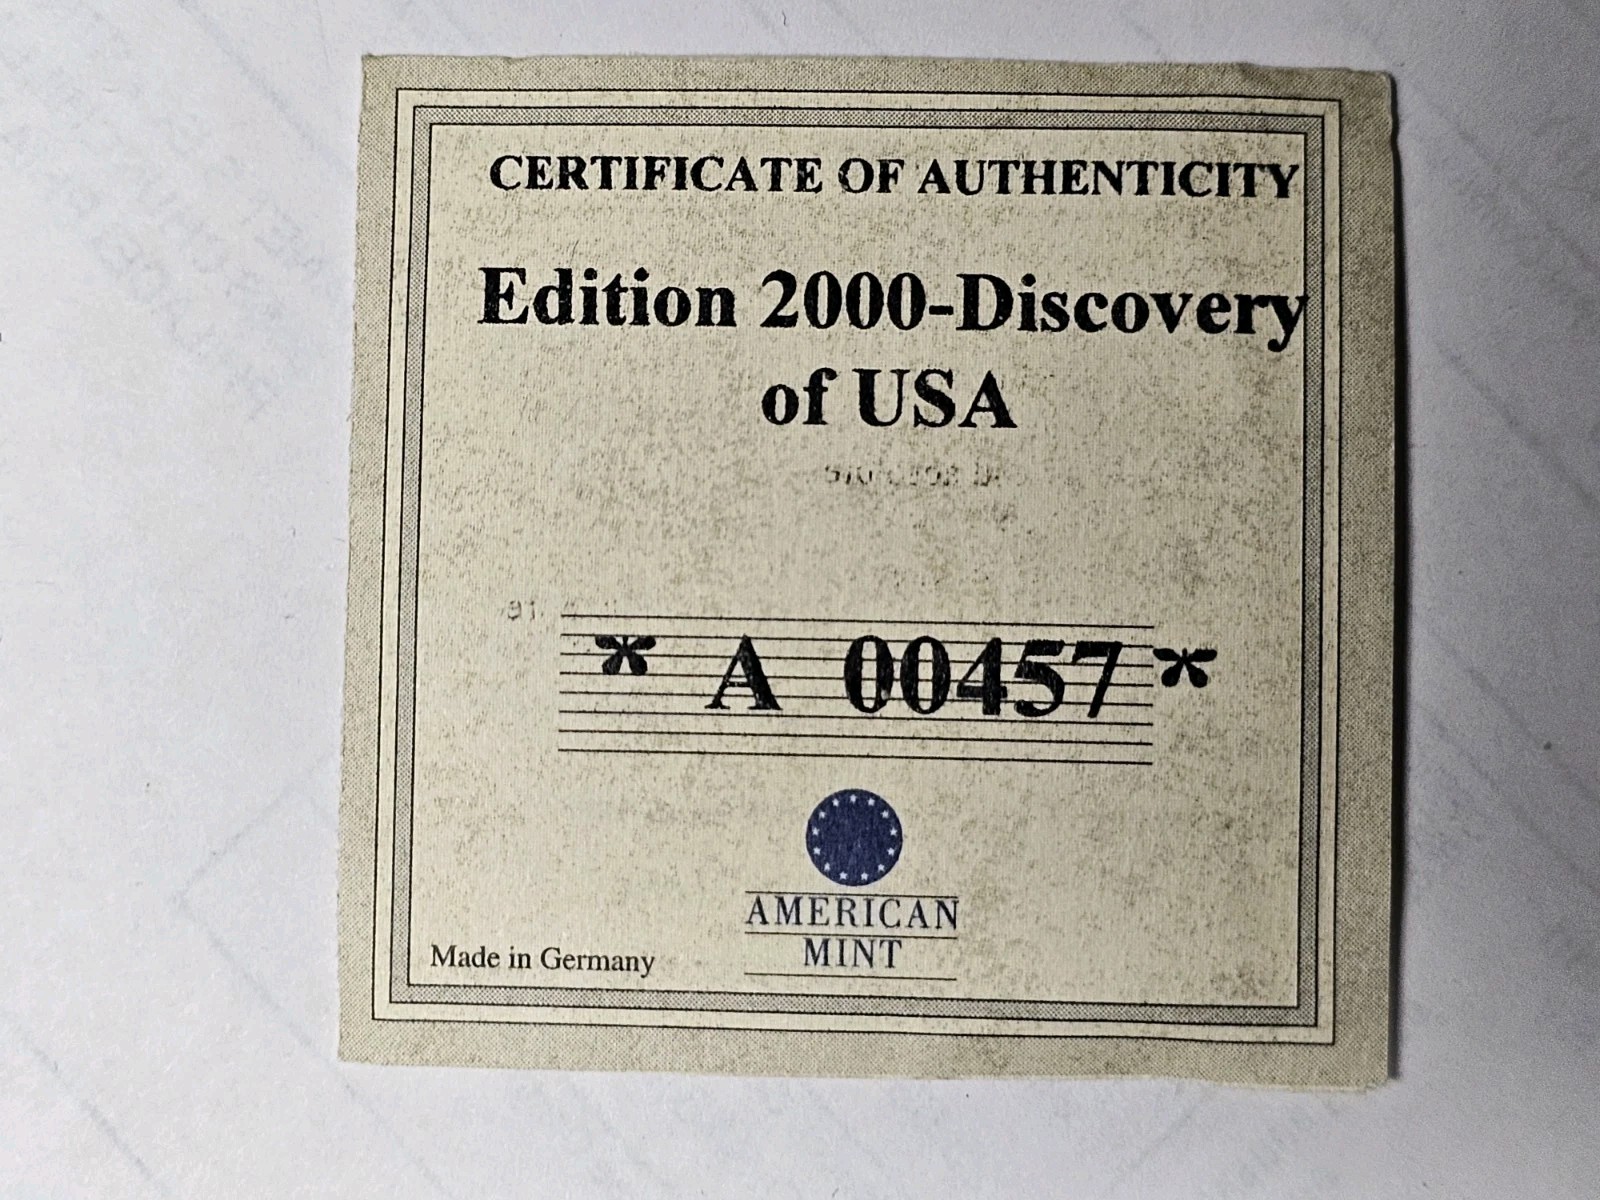 CERTIFICATE OF AUTHENTICITY
Edition 2000-Discovery
of USA
* A 00457 *
AMERICAN
MINT
Made in Germany